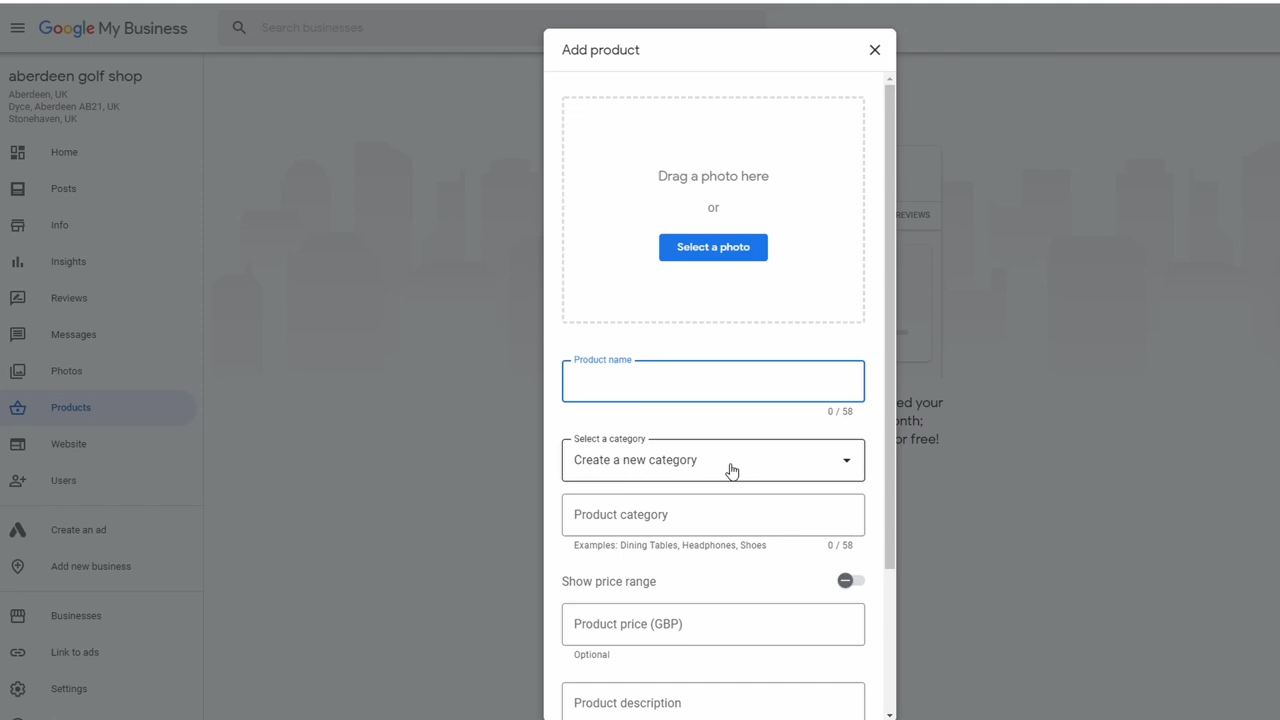 Google My Business
Search businesses
aberdeen golf shop
Aberdeen, UK
Dyce, Aberdeen AB21, UK
Stonehaven, UK
Home
Posts
Info
Insights
Reviews
Messages
Photos
Products
Website
Users
Create an ad
Add new business
Businesses
Link to ads
Settings
Add product
Drag a photo here
or
Select a photo
Product name
0 / 58
Select a category
Create a new category
Product category
Examples: Dining Tables, Headphones, Shoes 0 / 58
Show price range
Product price (GBP)
Optional
Product description
REVIEWS
ed your
onth;
or free!